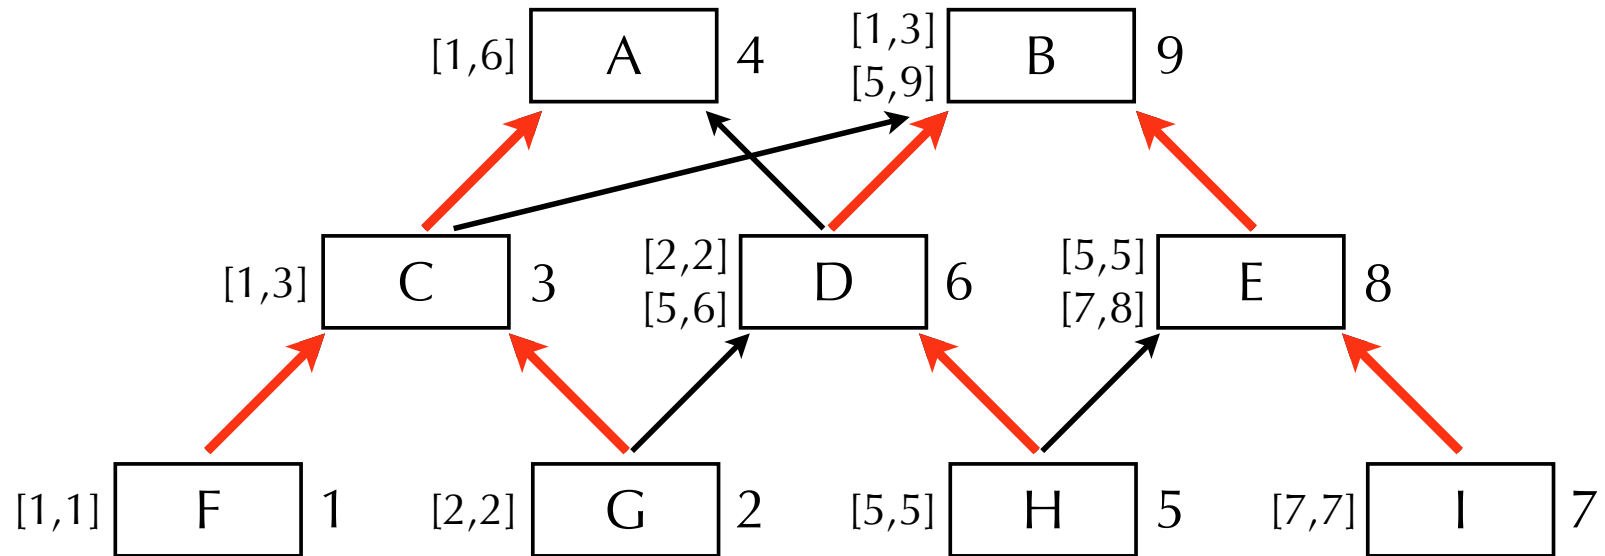 [1,6] A 4
[1,3]
[5,9] B 9
[1,3] C 3
[2,2]
[5,6] D 6
[5,5]
[7,8] E 8
[1,1] F 1
[2,2] G 2
[5,5] H 5
[7,7] I 7